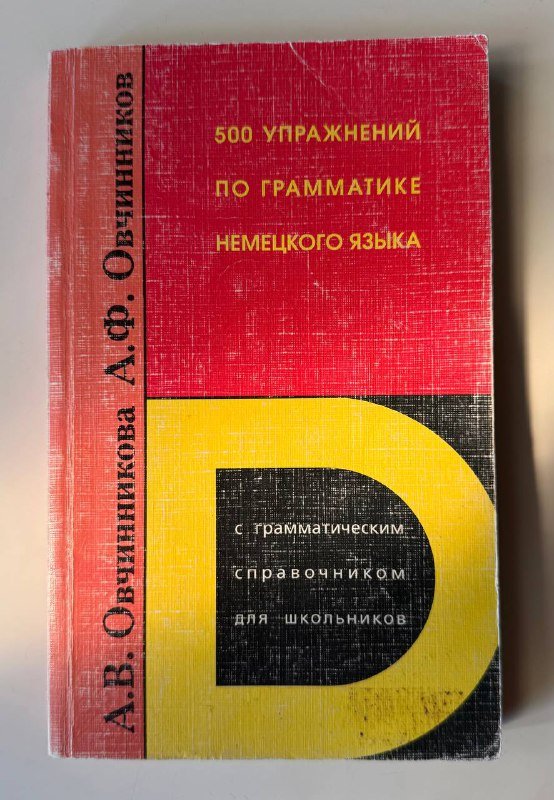 А.В. Овчинникова А.Ф. Овчинников
500 УПРАЖНЕНИЙ
ПО ГРАММАТИКЕ
НЕМЕЦКОГО ЯЗЫКА
D
с грамматическим
справочником
для школьников